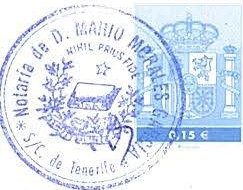 * Notaría de D. MARIO MORALES
NIHIL PRIUS FIDE
S/C. de Tenerife
0,15 €